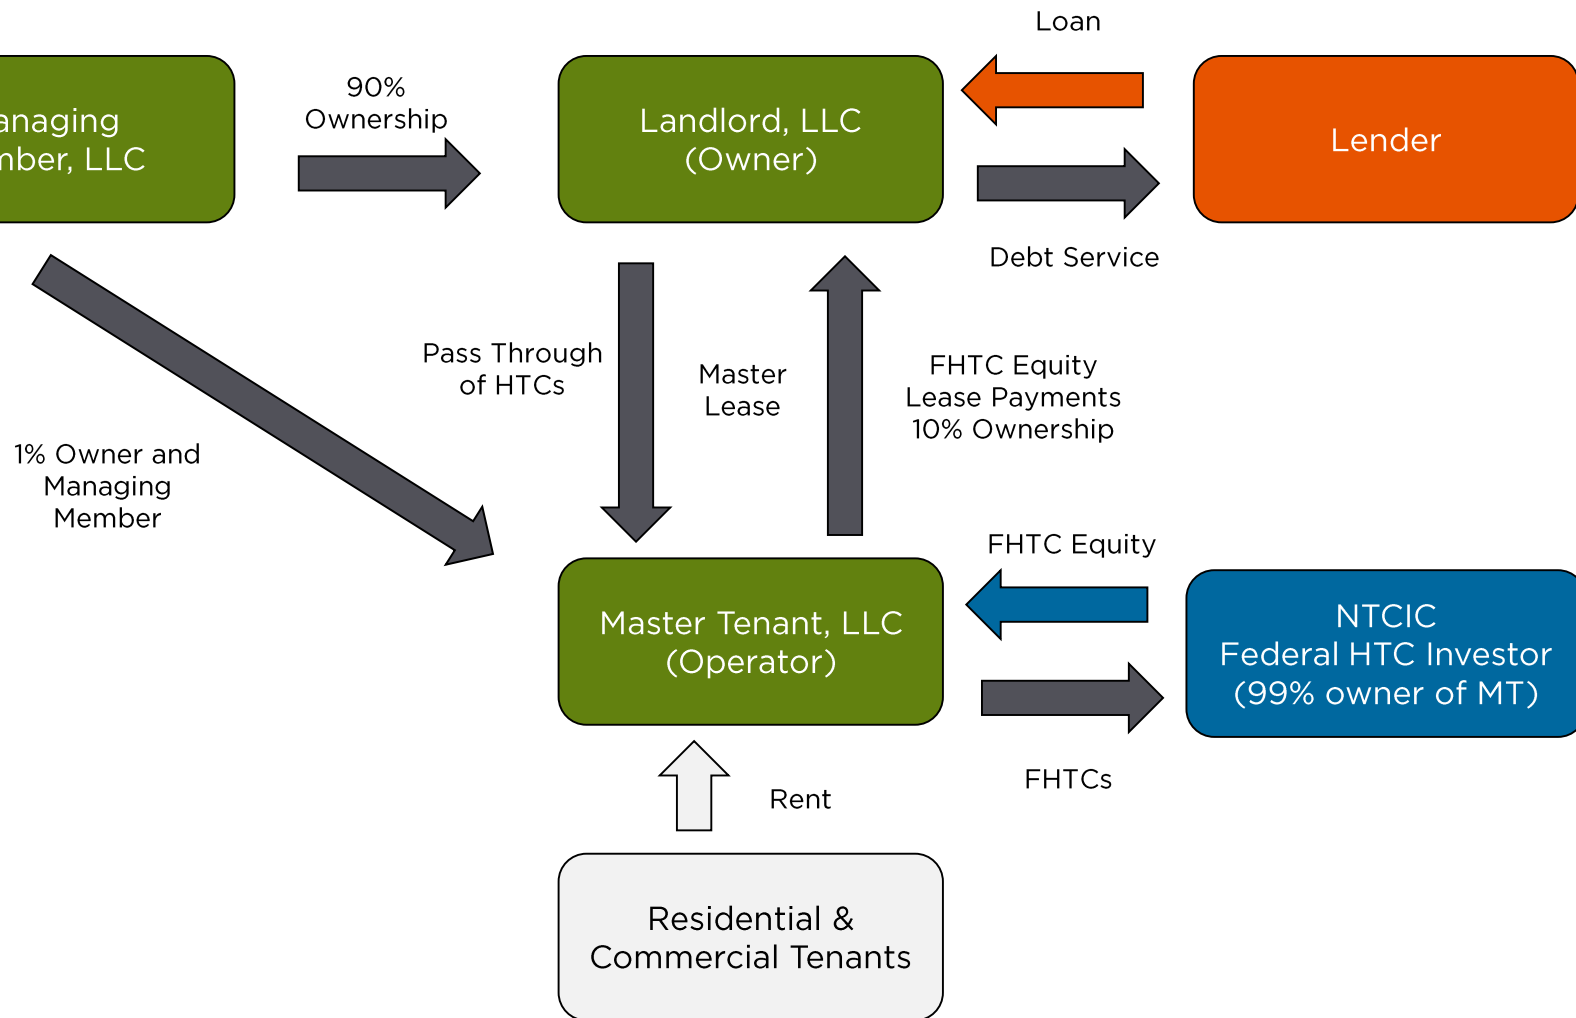 Loan
90%
Ownership
anaging
mber, LLC
Landlord, LLC
(Owner)
Lender
Debt Service
Pass Through
of HTCs
Master
Lease
FHTC Equity
Lease Payments
10% Ownership
1% Owner and
Managing
Member
FHTC Equity
Master Tenant, LLC
(Operator)
NTCIC
Federal HTC Investor
(99% owner of MT)
FHTCs
Rent
Residential &
Commercial Tenants